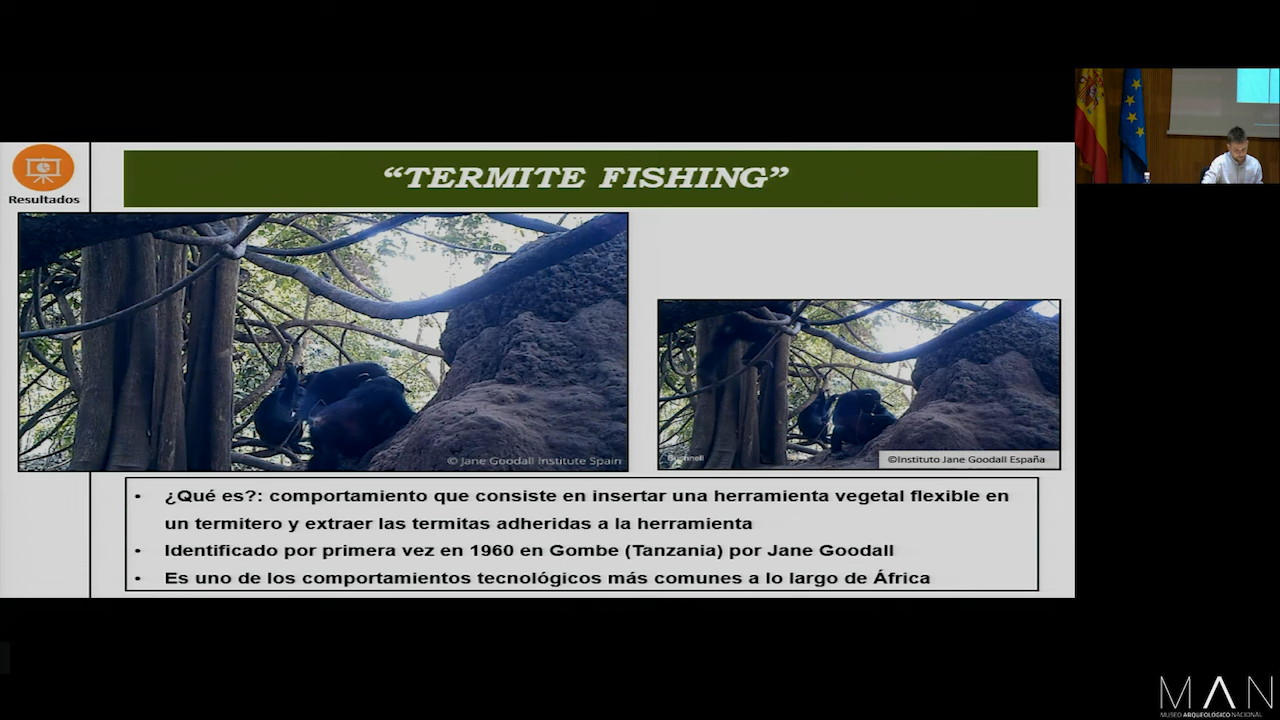 Resultados
“TERMITE FISHING”
© Jane Goodall Institute Spain
Bushnell
©Instituto Jane Goodall España
• ¿Qué es?: comportamiento que consiste en insertar una herramienta vegetal flexible en
un termitero y extraer las termitas adheridas a la herramienta
• Identificado por primera vez en 1960 en Gombe (Tanzania) por Jane Goodall
• Es uno de los comportamientos tecnológicos más comunes a lo largo de África
MAN
MUSEO ARQUEOLÓGICO NACIONAL